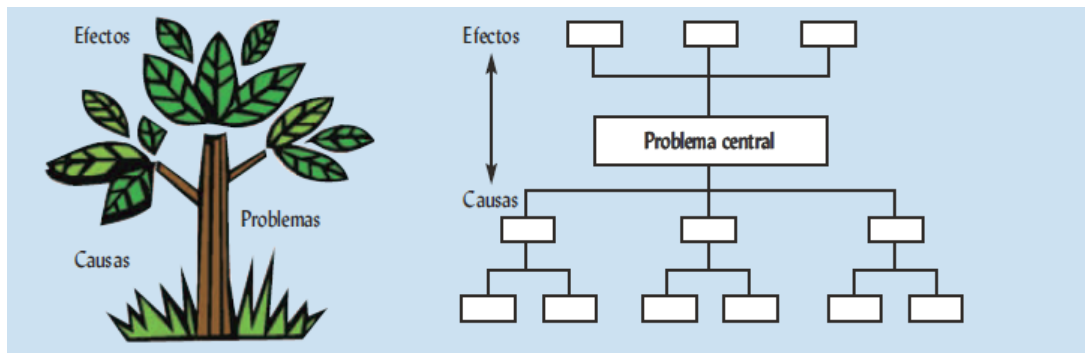 Efectos
Problemas
Causas
Efectos
Problema central
Causas